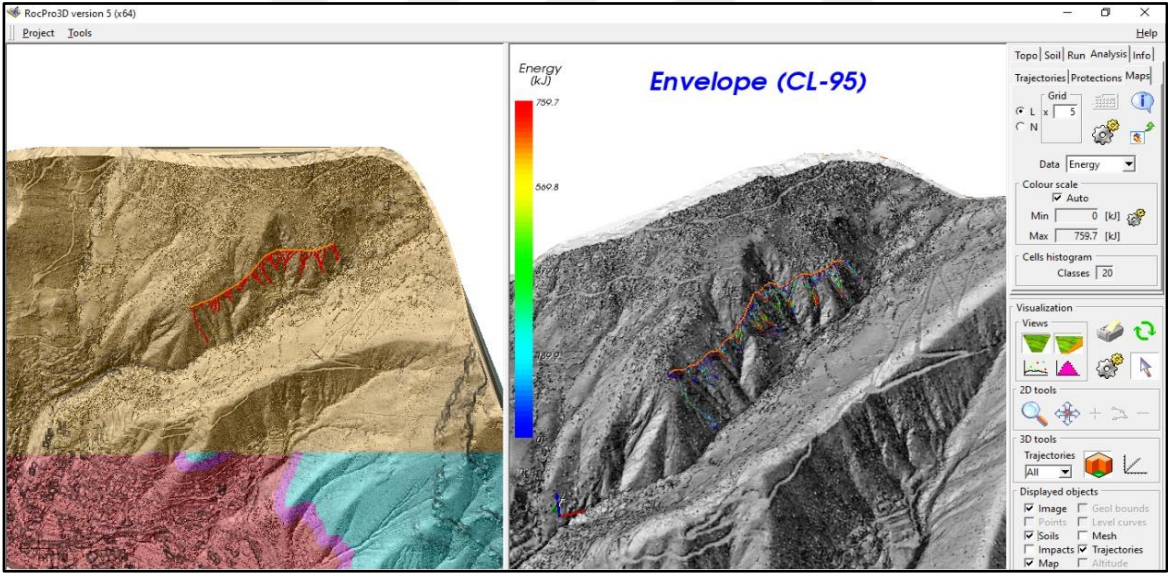 RocPro3D version 5 (x64)
Project Tools
Help
Energy
(kJ)
759.7
569.8
Envelope (CL-95)
Topo Soil Run Analysis Info
Trajectories Protections Maps
Grid
L x 5
N
Data Energy
Colour scale
Auto
Min 0 [kJ]
Max 759.7 [kJ]
Cells histogram
Classes 20
Visualization
Views
2D tools
3D tools
Trajectories
All
Displayed objects
Image Geol bounds
Points Level curves
Soils Mesh
Impacts Trajectories
Map Altitude